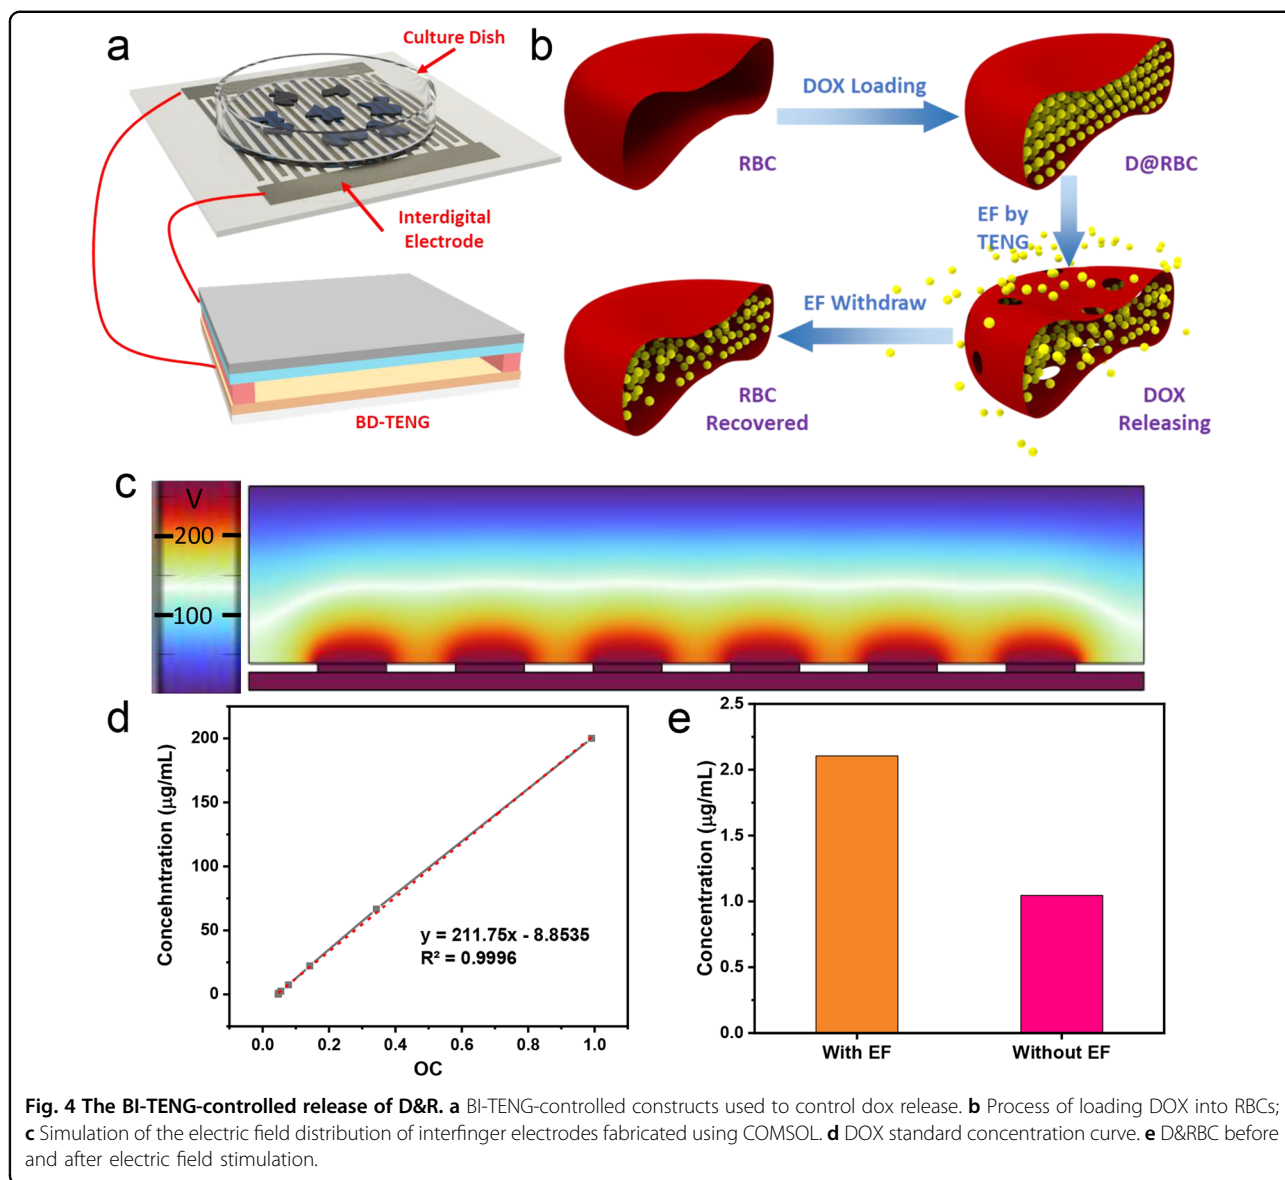 a
Culture Dish
Interdigital
Electrode
BD-TENG
b
RBC
DOX Loading
D@RBC
EF by
TENG
EF Withdraw
RBC
Recovered
DOX
Releasing
c
V
200
100
d
Concehntration (μg/mL)
200
150
100
50
0
y = 211.75x - 8.8535
R² = 0.9996
0.0 0.2 0.4 0.6 0.8 1.0
OC
e
Concentration (μg/mL)
2.5
2.0
1.5
1.0
0.5
0.0
With EF Without EF
Fig. 4 The BI-TENG-controlled release of D&R. a BI-TENG-controlled constructs used to control dox release. b Process of loading DOX into RBCs;
c Simulation of the electric field distribution of interfinger electrodes fabricated using COMSOL. d DOX standard concentration curve. e D&RBC before
and after electric field stimulation.